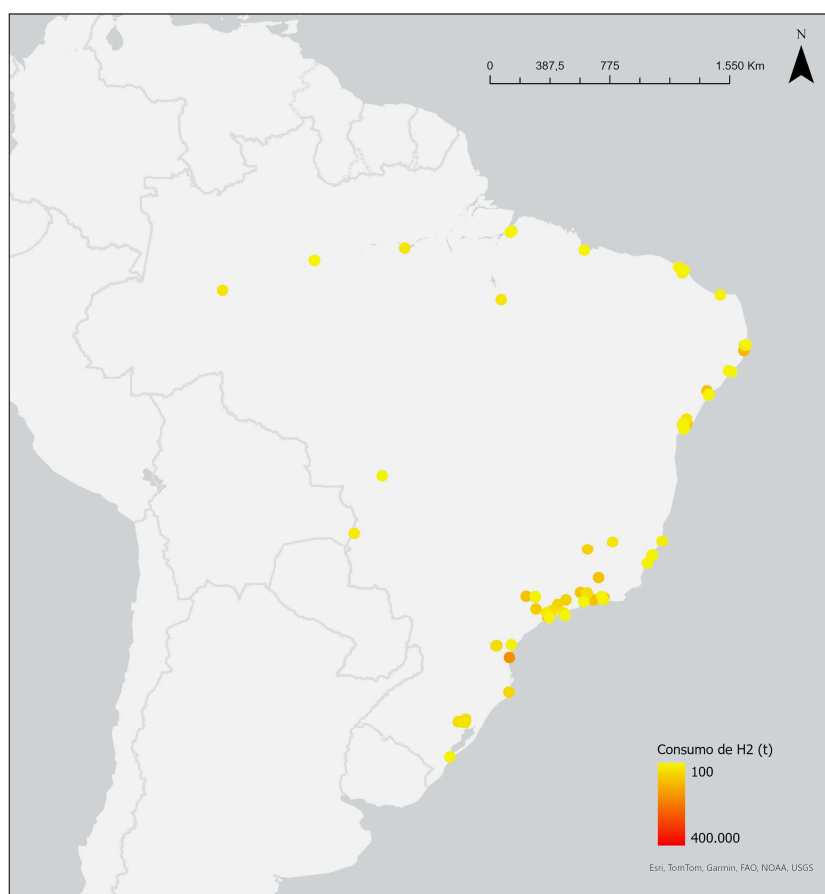 N
0 387,5 775 1.550 Km
Consumo de H2 (t)
100
400.000
Esri, TomTom, Garmin, FAO, NOAA, USGS